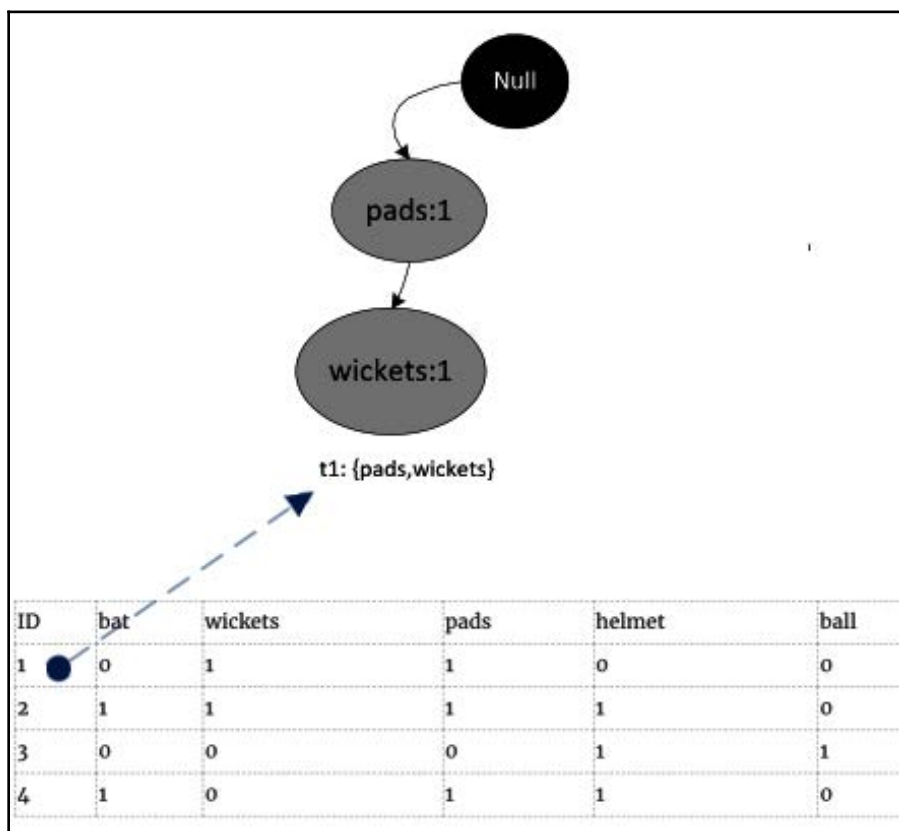 Null
pads:1
wickets:1
t1: {pads,wickets}
ID bat wickets pads helmet ball
1 0 1 1 0 0
2 1 1 1 1 0
3 0 0 0 1 1
4 1 0 1 1 0